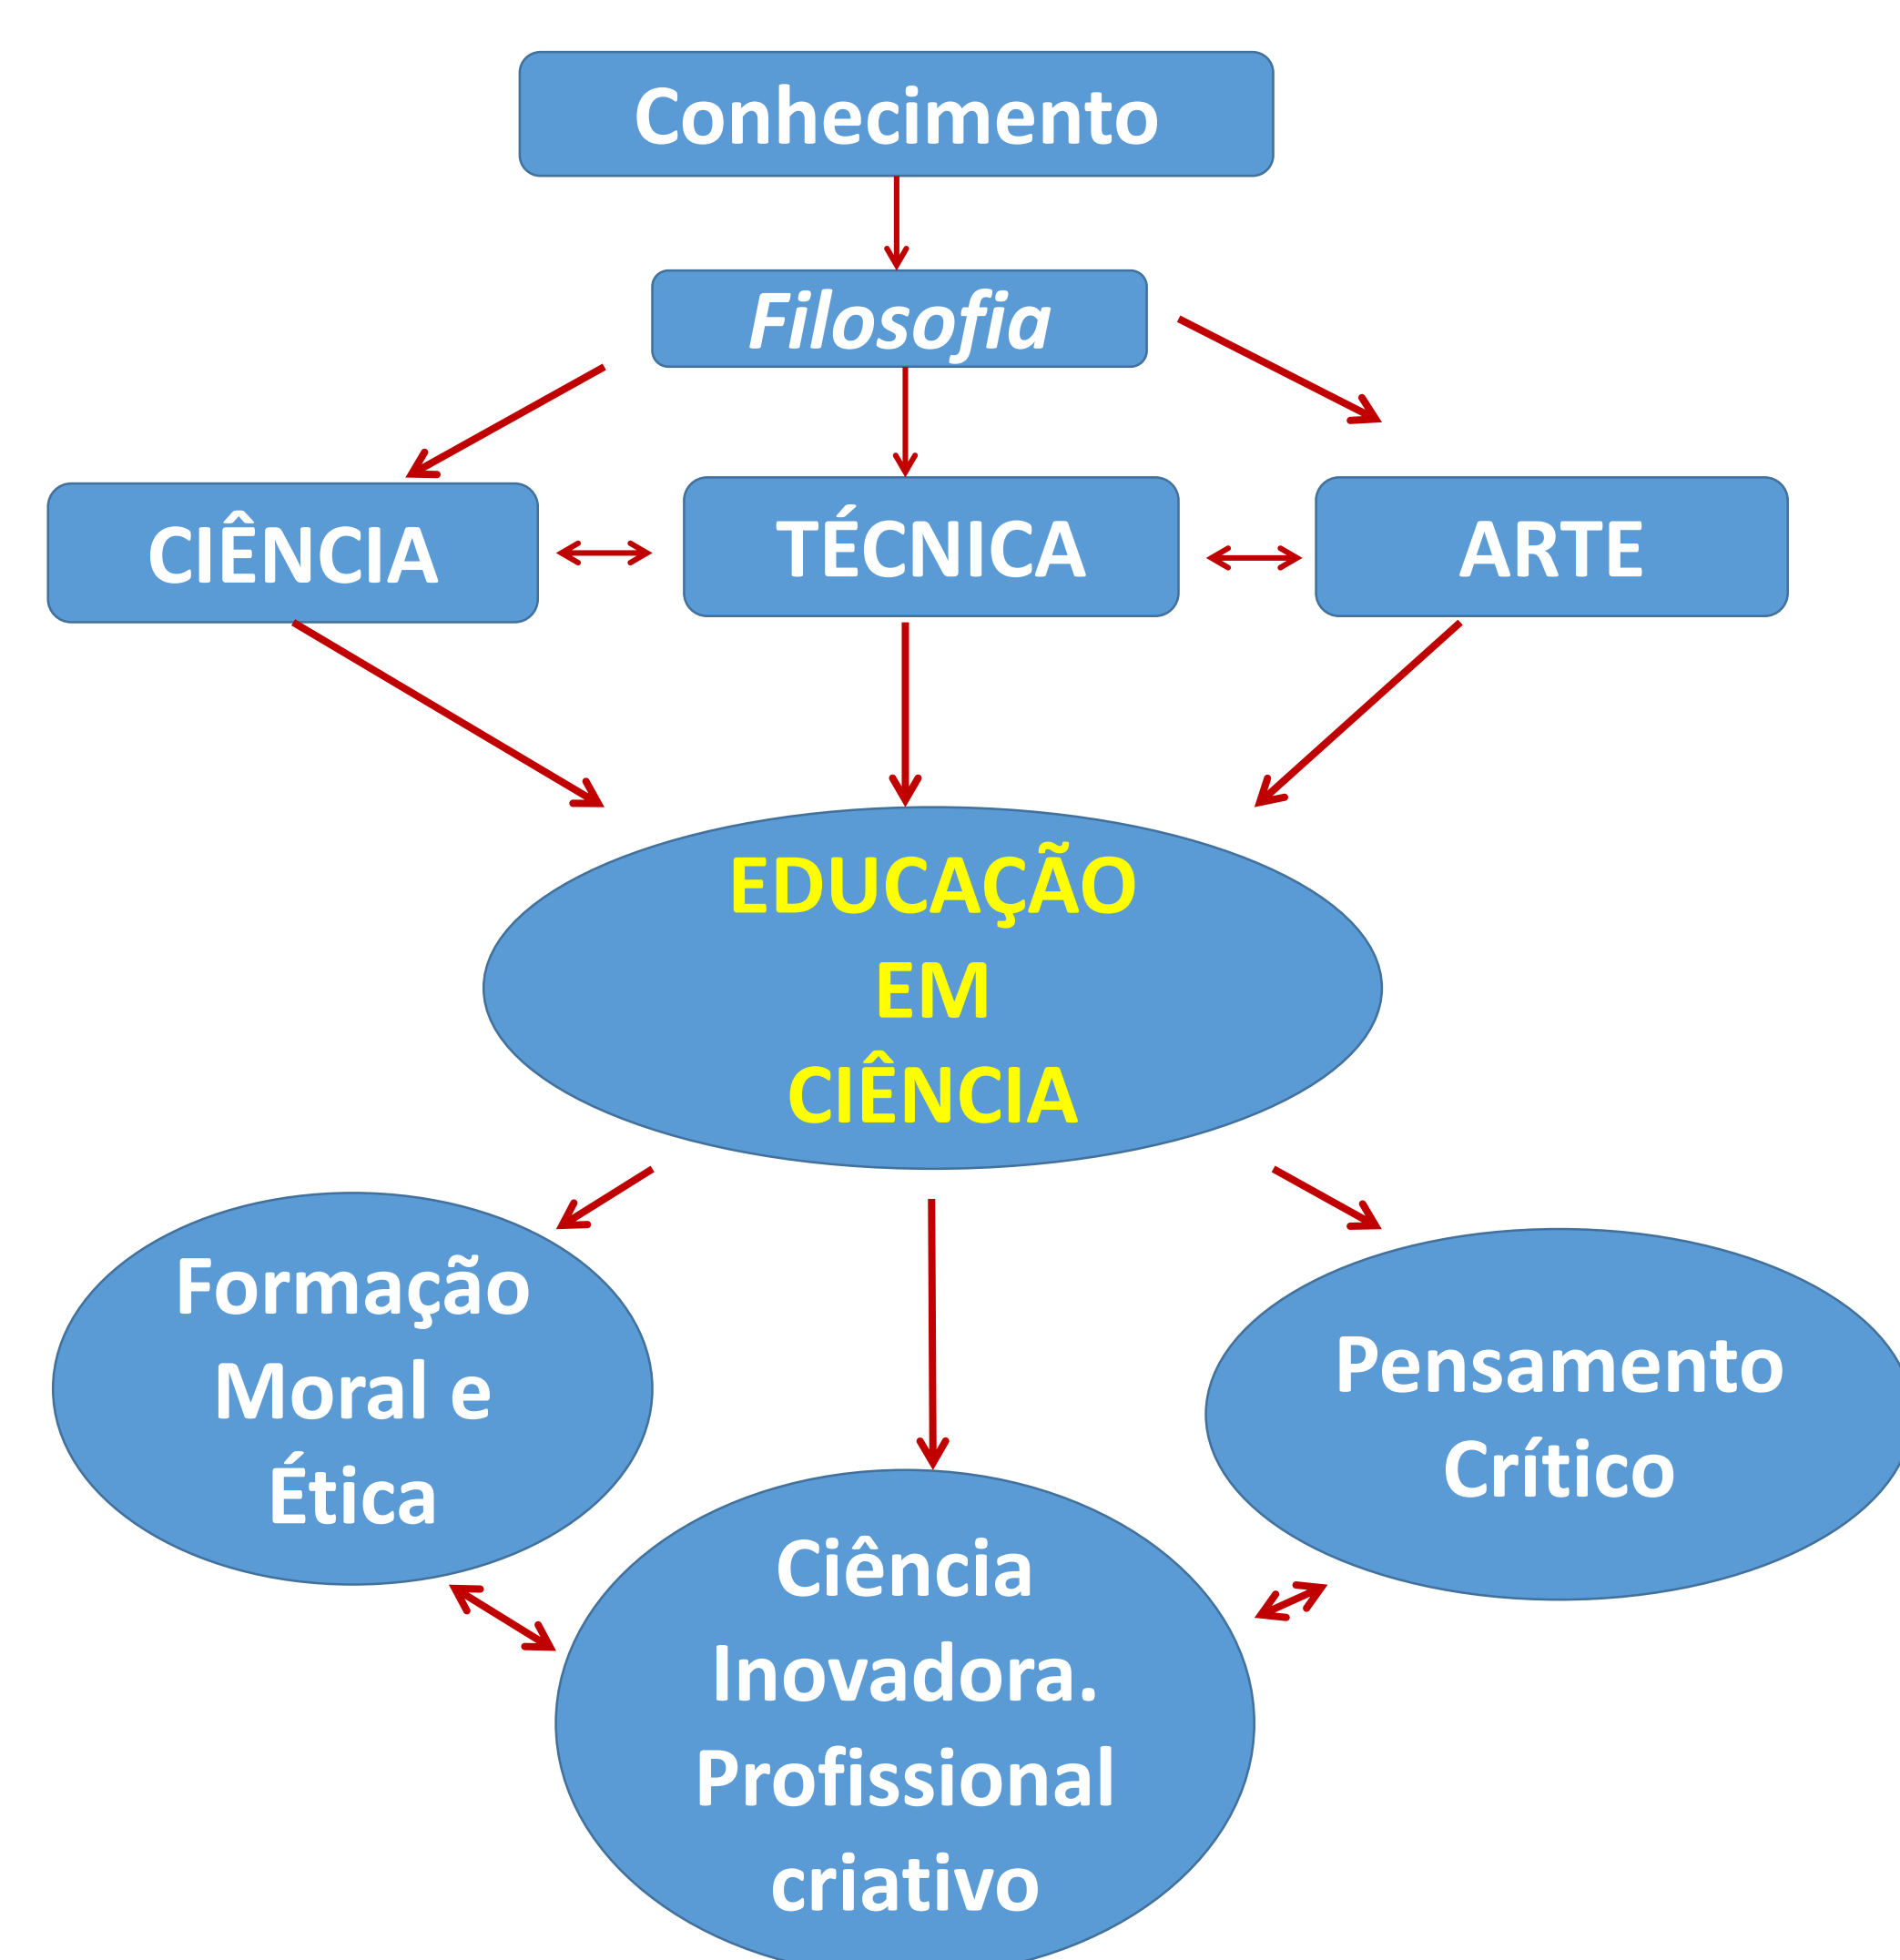 Conhecimento
Filosofia
CIÊNCIA
TÉCNICA
ARTE
EDUCAÇÃO
EM
CIÊNCIA
Formação
Moral e
Ética
Pensamento
Crítico
Ciência
Inovadora.
Profissional
criativo